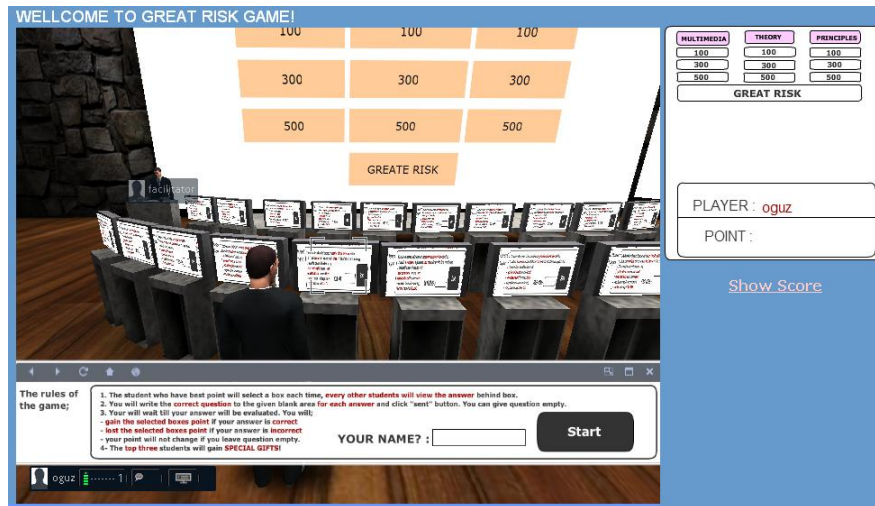 WELLCOME TO GREAT RISK GAME!
100 100 100
300 300 300
500 500 500
GREATE RISK
facilitator
MULTIMEDIA THEORY PRINCIPLES
100 100 100
300 300 300
500 500 500
GREAT RISK
PLAYER : oguz
POINT :
Show Score
The rules of
the game;
1. The student who have best point will select a box each time, every other students will view the answer behind box.
2. You will write the correct question to the given blank area for each answer and click "sent" button. You can give question empty.
3. Your will wait till your answer will be evaluated. You will;
- gain the selected boxes point if your answer is correct
- lost the selected boxes point if your answer is incorrect
- your point will not change if you leave question empty.
4- The top three students will gain SPECIAL GIFTS!
YOUR NAME? :
Start
oguz 1